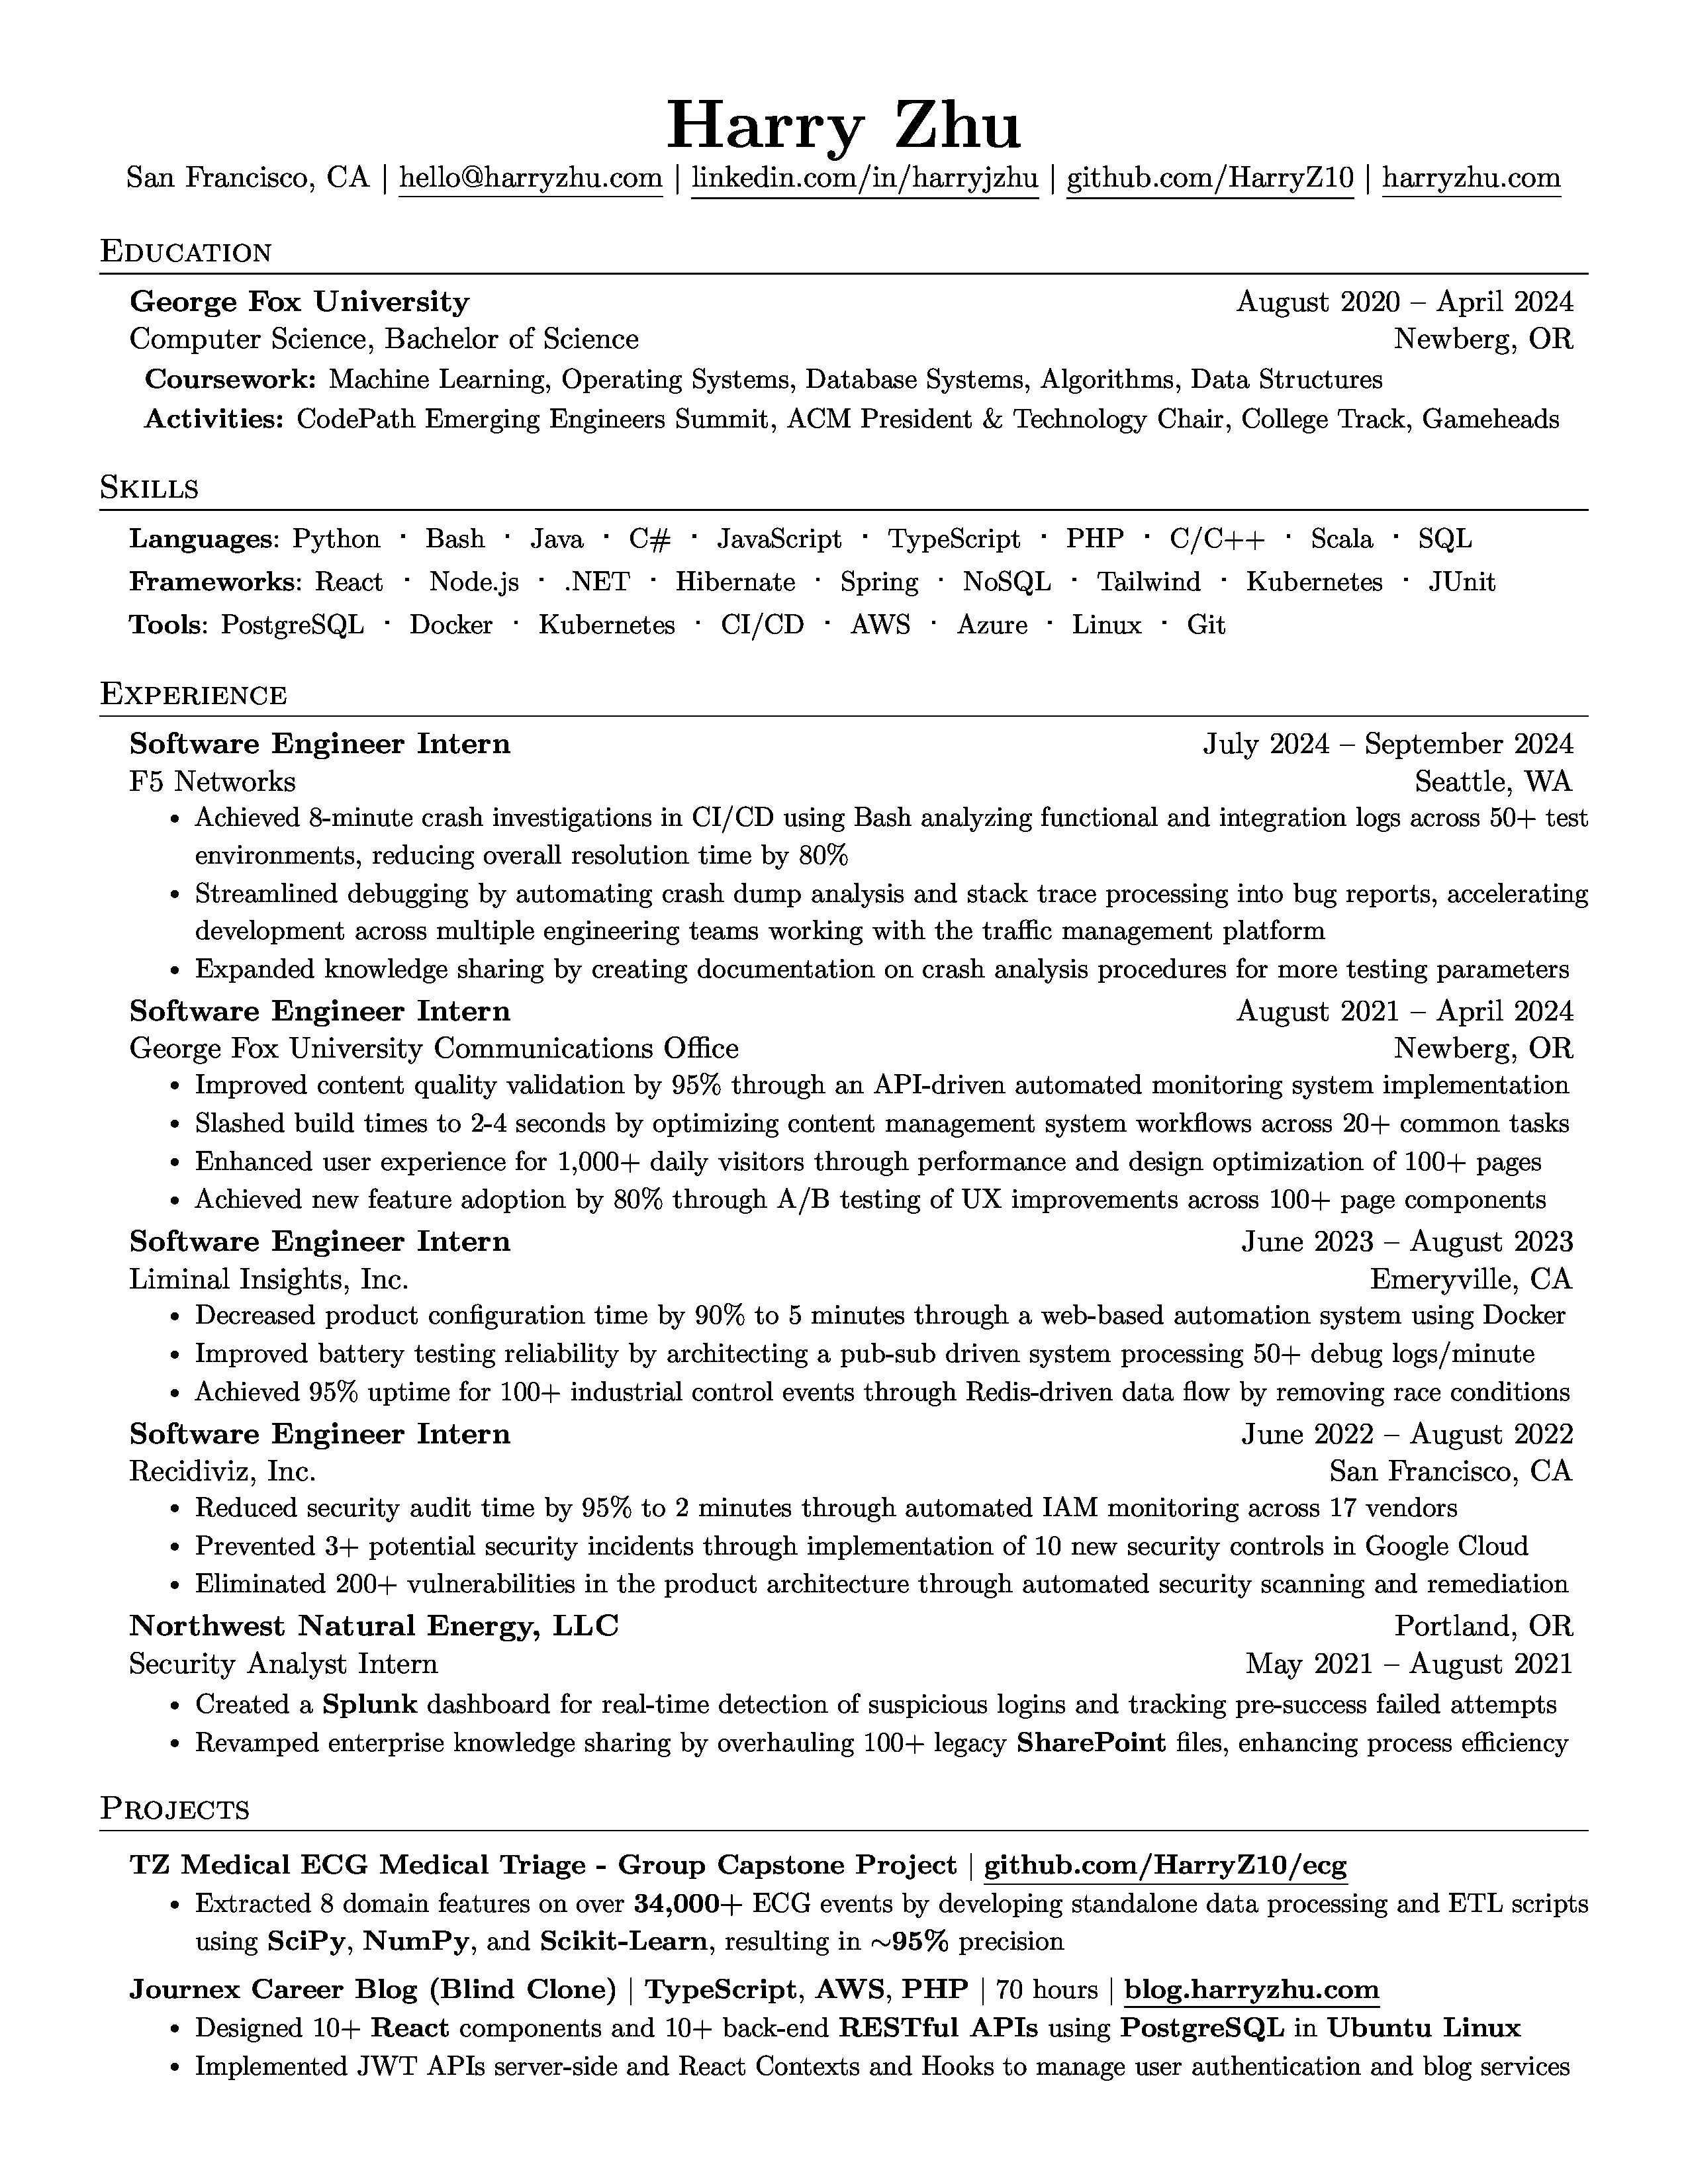 Harry Zhu
San Francisco, CA | hello@harryzhu.com | linkedin.com/in/harryjzhu | github.com/HarryZ10 | harryzhu.com
Education
George Fox University August 2020 – April 2024
Computer Science, Bachelor of Science Newberg, OR
Coursework: Machine Learning, Operating Systems, Database Systems, Algorithms, Data Structures
Activities: CodePath Emerging Engineers Summit, ACM President & Technology Chair, College Track, Gameheads
Skills
Languages: Python · Bash · Java · C# · JavaScript · TypeScript · PHP · C/C++ · Scala · SQL
Frameworks: React · Node.js · .NET · Hibernate · Spring · NoSQL · Tailwind · Kubernetes · JUnit
Tools: PostgreSQL · Docker · Kubernetes · CI/CD · AWS · Azure · Linux · Git
Experience
Software Engineer Intern July 2024 – September 2024
F5 Networks Seattle, WA
• Achieved 8-minute crash investigations in CI/CD using Bash analyzing functional and integration logs across 50+ test
environments, reducing overall resolution time by 80%
• Streamlined debugging by automating crash dump analysis and stack trace processing into bug reports, accelerating
development across multiple engineering teams working with the traffic management platform
• Expanded knowledge sharing by creating documentation on crash analysis procedures for more testing parameters
Software Engineer Intern August 2021 – April 2024
George Fox University Communications Office Newberg, OR
• Improved content quality validation by 95% through an API-driven automated monitoring system implementation
• Slashed build times to 2-4 seconds by optimizing content management system workflows across 20+ common tasks
• Enhanced user experience for 1,000+ daily visitors through performance and design optimization of 100+ pages
• Achieved new feature adoption by 80% through A/B testing of UX improvements across 100+ page components
Software Engineer Intern June 2023 – August 2023
Liminal Insights, Inc. Emeryville, CA
• Decreased product configuration time by 90% to 5 minutes through a web-based automation system using Docker
• Improved battery testing reliability by architecting a pub-sub driven system processing 50+ debug logs/minute
• Achieved 95% uptime for 100+ industrial control events through Redis-driven data flow by removing race conditions
Software Engineer Intern June 2022 – August 2022
Recidiviz, Inc. San Francisco, CA
• Reduced security audit time by 95% to 2 minutes through automated IAM monitoring across 17 vendors
• Prevented 3+ potential security incidents through implementation of 10 new security controls in Google Cloud
• Eliminated 200+ vulnerabilities in the product architecture through automated security scanning and remediation
Northwest Natural Energy, LLC Portland, OR
Security Analyst Intern May 2021 – August 2021
• Created a Splunk dashboard for real-time detection of suspicious logins and tracking pre-success failed attempts
• Revamped enterprise knowledge sharing by overhauling 100+ legacy SharePoint files, enhancing process efficiency
Projects
TZ Medical ECG Medical Triage - Group Capstone Project | github.com/HarryZ10/ecg
• Extracted 8 domain features on over 34,000+ ECG events by developing standalone data processing and ETL scripts
using SciPy, NumPy, and Scikit-Learn, resulting in ~95% precision
Journex Career Blog (Blind Clone) | TypeScript, AWS, PHP | 70 hours | blog.harryzhu.com
• Designed 10+ React components and 10+ back-end RESTful APIs using PostgreSQL in Ubuntu Linux
• Implemented JWT APIs server-side and React Contexts and Hooks to manage user authentication and blog services